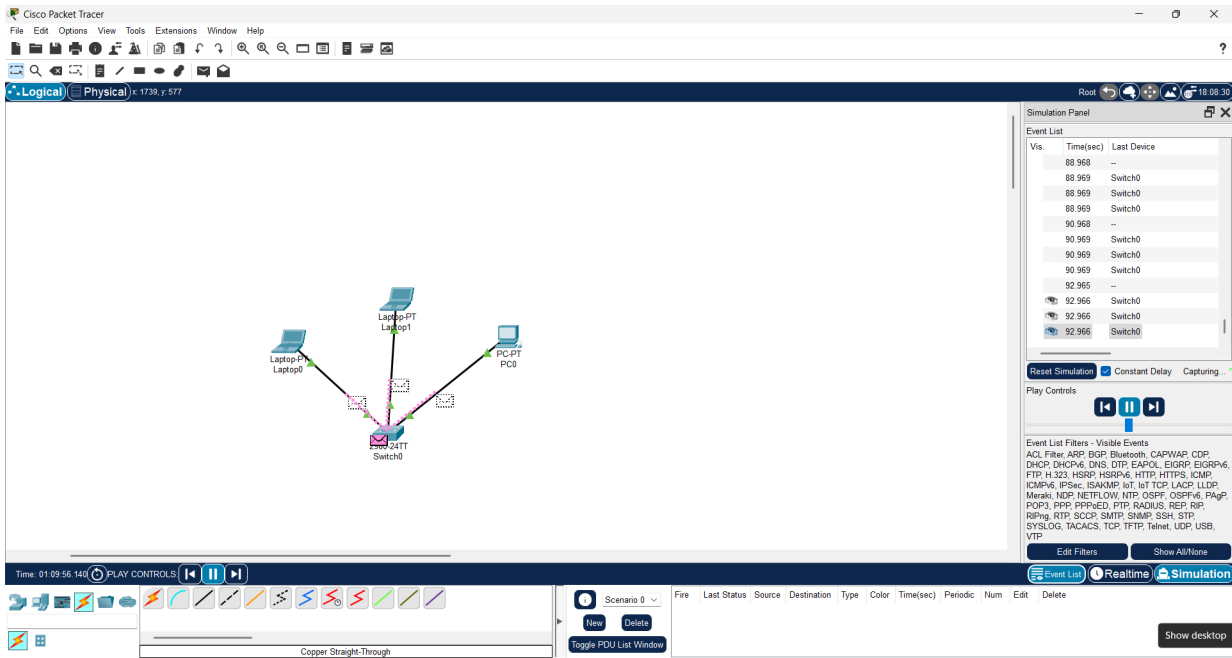 Cisco Packet Tracer
File Edit Options View Tools Extensions Window Help
?
Logical Physical x: 1739, y: 577 Root 18:08:30
Simulation Panel
Event List
Vis. Time(sec) Last Device
88.968 --
88.969 Switch0
88.969 Switch0
88.969 Switch0
90.968 --
90.969 Switch0
90.969 Switch0
90.969 Switch0
92.965 --
92.966 Switch0
92.966 Switch0
92.966 Switch0
Reset Simulation Constant Delay Capturing...
Play Controls
Event List Filters - Visible Events
ACL Filter, ARP, BGP, Bluetooth, CAPWAP, CDP,
DHCP, DHCPv6, DNS, DTP, EAPOL, EIGRP, EIGRPv6,
FTP, H.323, HSRP, HSRPv6, HTTP, HTTPS, ICMP,
ICMPv6, IPSec, ISAKMP, IoT, IoT TCP, LACP, LLDP,
Meraki, NDP, NETFLOW, NTP, OSPF, OSPFv6, PAgP,
POP3, PPP, PPPoED, PTP, RADIUS, REP, RIP,
RIPng, RTP, SCCP, SMTP, SNMP, SSH, STP,
SYSLOG, TACACS, TCP, TFTP, Telnet, UDP, USB,
VTP
Edit Filters Show All/None
Event List Realtime Simulation
Laptop-PT
Laptop1
Laptop-PT
Laptop0
PC-PT
PC0
2960-24TT
Switch0
Time: 01:09:56.140 PLAY CONTROLS:
Copper Straight-Through
Scenario 0
New Delete
Toggle PDU List Window
Fire Last Status Source Destination Type Color Time(sec) Periodic Num Edit Delete
Show desktop